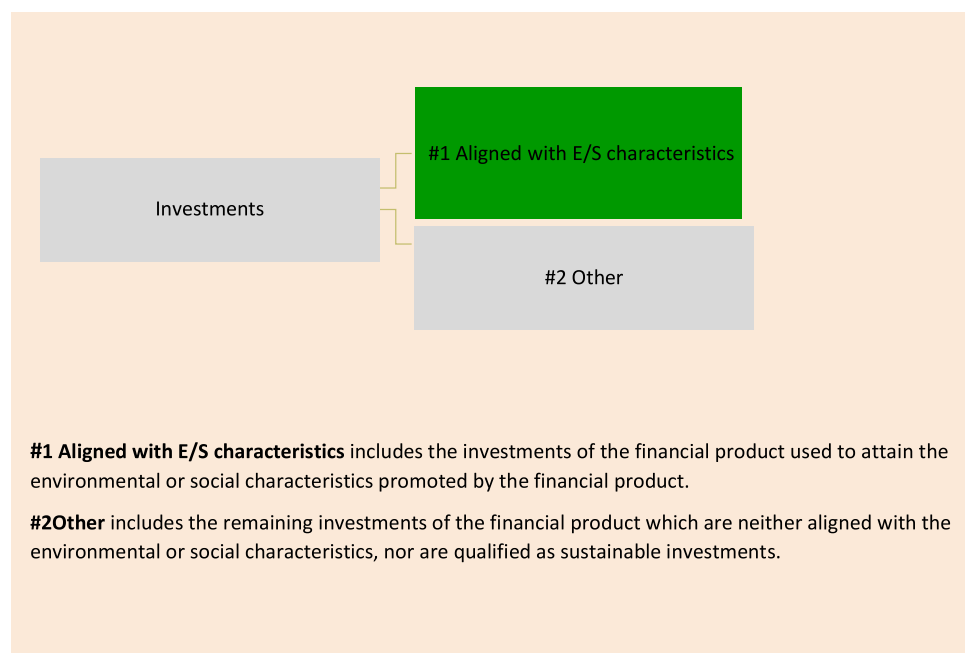 #1 Aligned with E/S characteristics
Investments
#2 Other
#1 Aligned with E/S characteristics includes the investments of the financial product used to attain the
environmental or social characteristics promoted by the financial product.
#2Other includes the remaining investments of the financial product which are neither aligned with the
environmental or social characteristics, nor are qualified as sustainable investments.